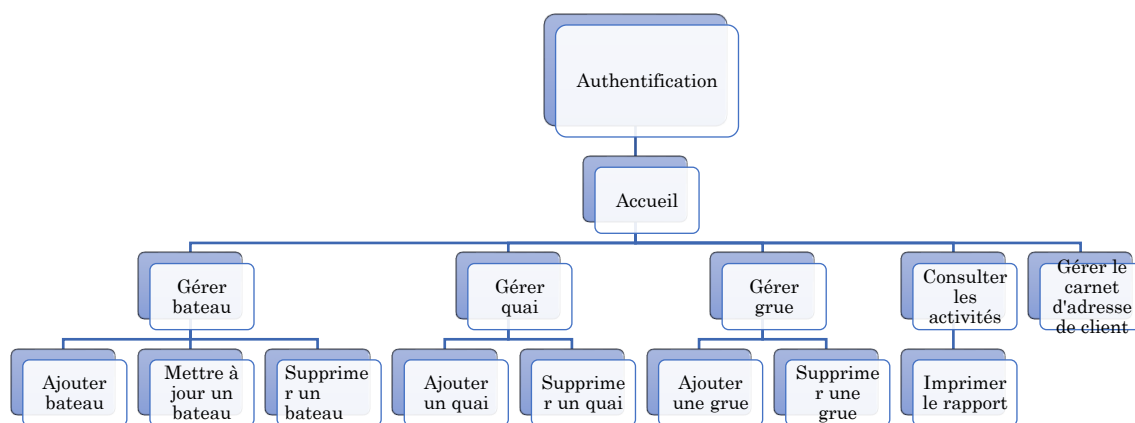 Authentification
Accueil
Gérer
bateau
Gérer
quai
Gérer
grue
Consulter
les
activités
Gérer le
carnet
d'adresse
de client
Ajouter
bateau
Mettre à
jour un
bateau
Supprime
r un
bateau
Ajouter
un quai
Supprime
r un quai
Ajouter
une grue
Supprime
r une
grue
Imprimer
le rapport